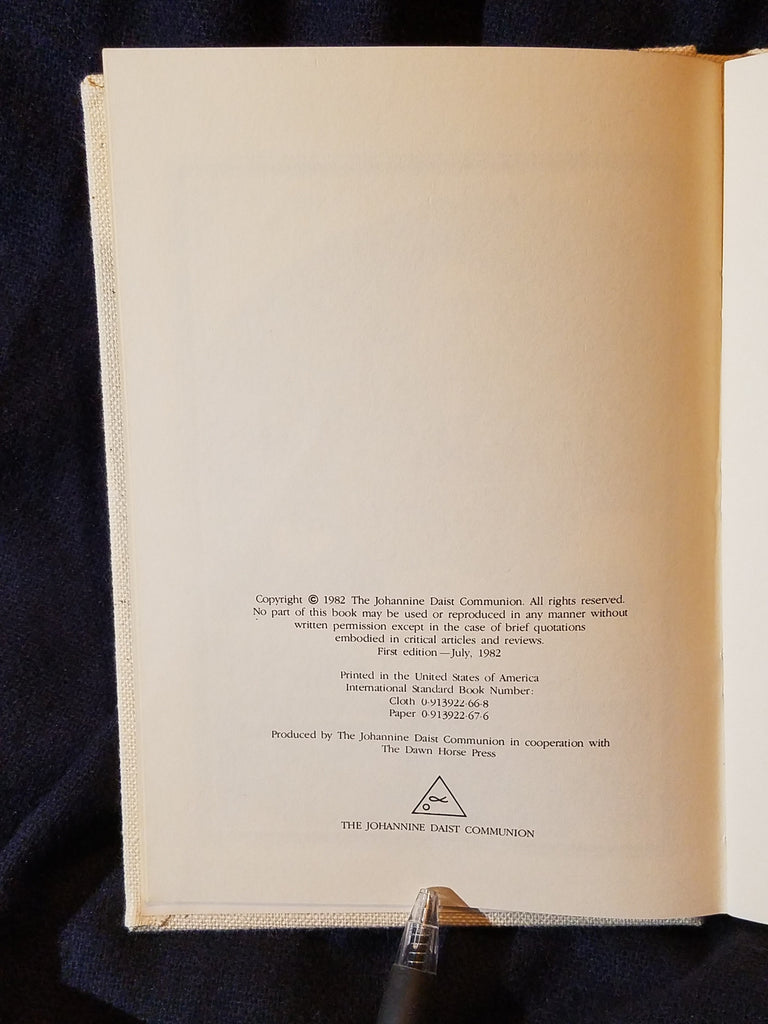 Copyright © 1982 The Johannine Daist Communion. All rights reserved.
No part of this book may be used or reproduced in any manner without
written permission except in the case of brief quotations
embodied in critical articles and reviews.
First edition—July, 1982
Printed in the United States of America
International Standard Book Number:
Cloth 0-913922-66-8
Paper 0-913922-67-6
Produced by The Johannine Daist Communion in cooperation with
The Dawn Horse Press
THE JOHANNINE DAIST COMMUNION